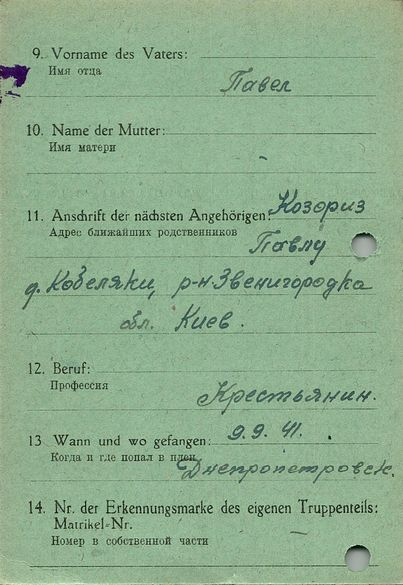 9. Vorname des Vaters:
Имя отца
Павел
10. Name der Mutter:
Имя матери
-
11. Anschrift der nächsten Angehörigen: Козориз
Адрес ближайших родственников Павлу
д. Кобеляки, р-н Звенигородка
обл. Киев.
12. Beruf:
Профессия
Крестьянин.
13 Wann und wo gefangen: 9.9.41.
Когда и где попал в плен Днепропетровск.
14. Nr. der Erkennungsmarke des eigenen Truppenteils:
Matrikel-Nr.
Номер в собственной части